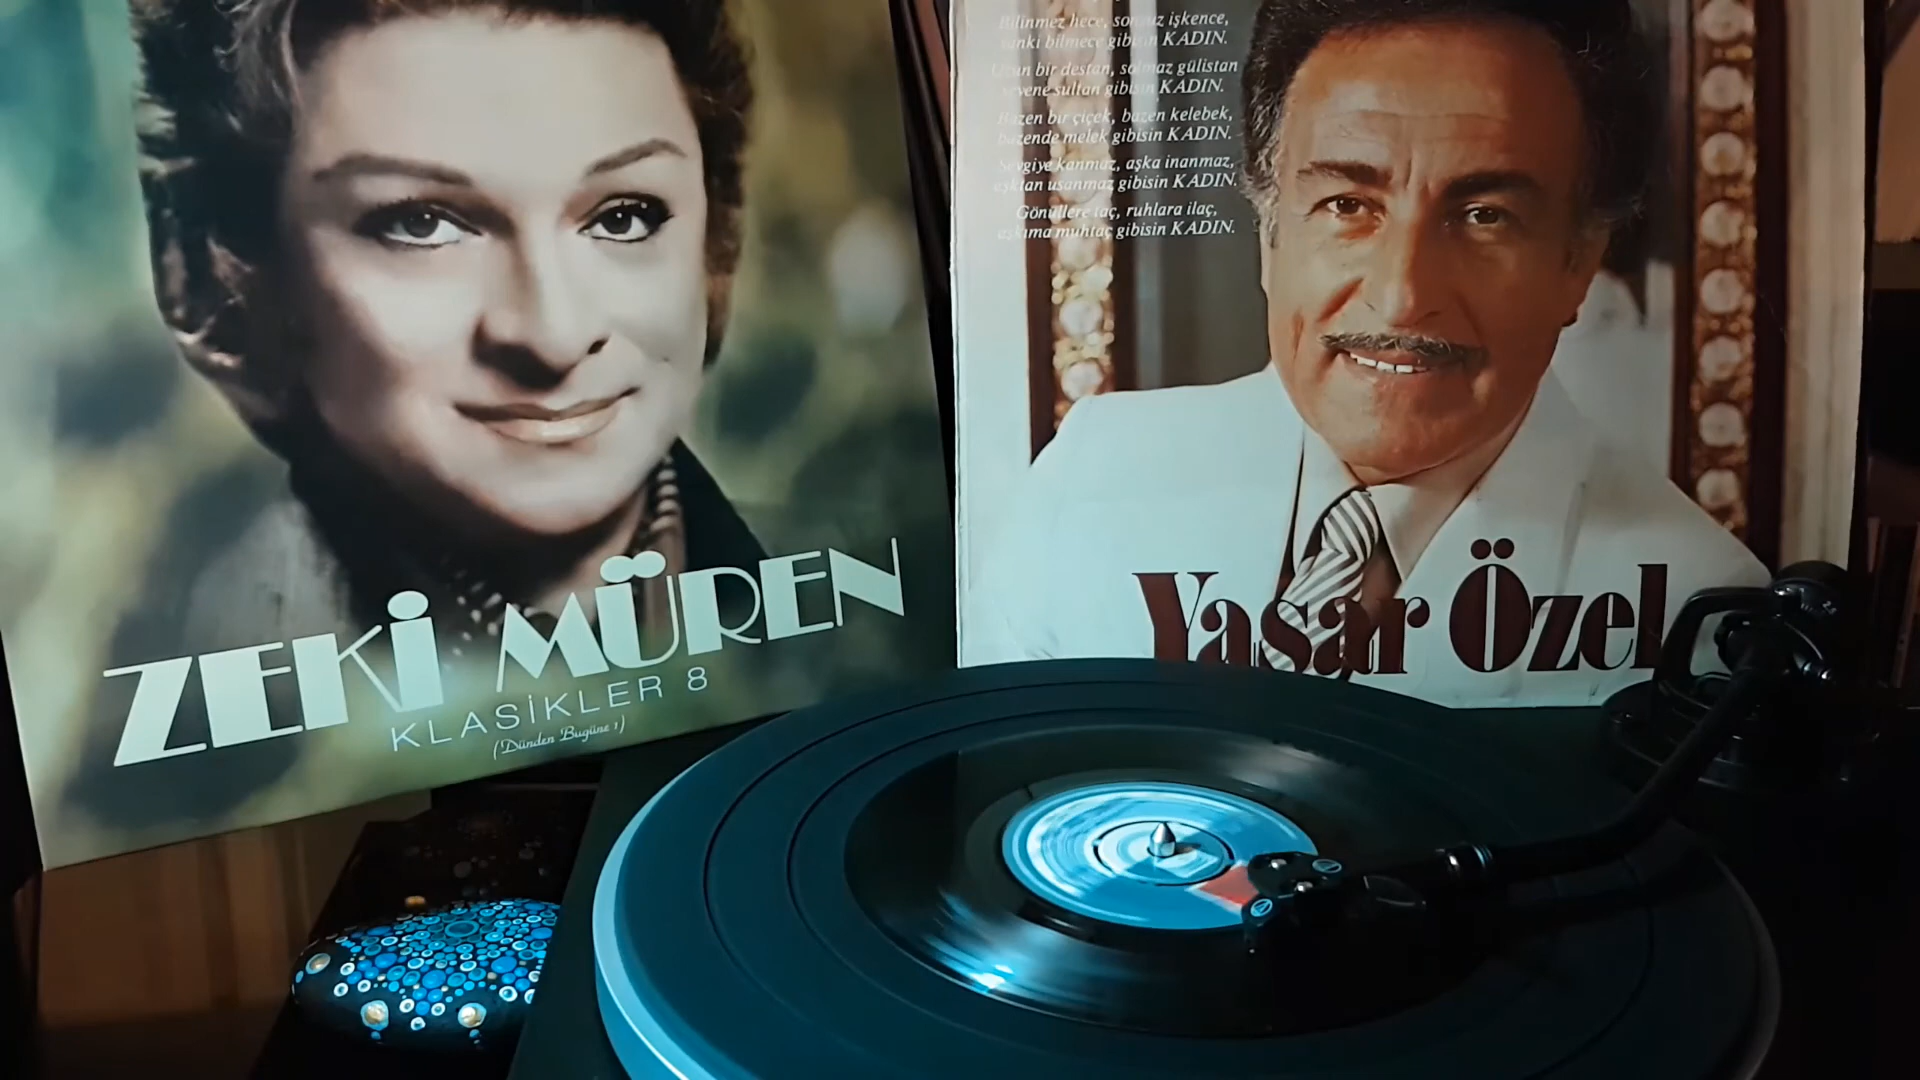 ZEKİ MÜREN
KLASİKLER 8
(Dünden Bugüne 1)
Bilinmez hece, sonsuz işkence,
sanki bilmece gibisin KADIN.
bir destan, solmaz gülistan
sevene sultan gibisin KADIN.
Bazen bir çiçek, bazen kelebek,
bazende melek gibisin KADIN.
Sevgiye kanmaz, aşka inanmaz,
aşktan usanmaz gibisin KADIN.
Gönüllere taç, ruhlara ilaç,
aşkıma muhtaç gibisin KADIN.
Yaşar Özel